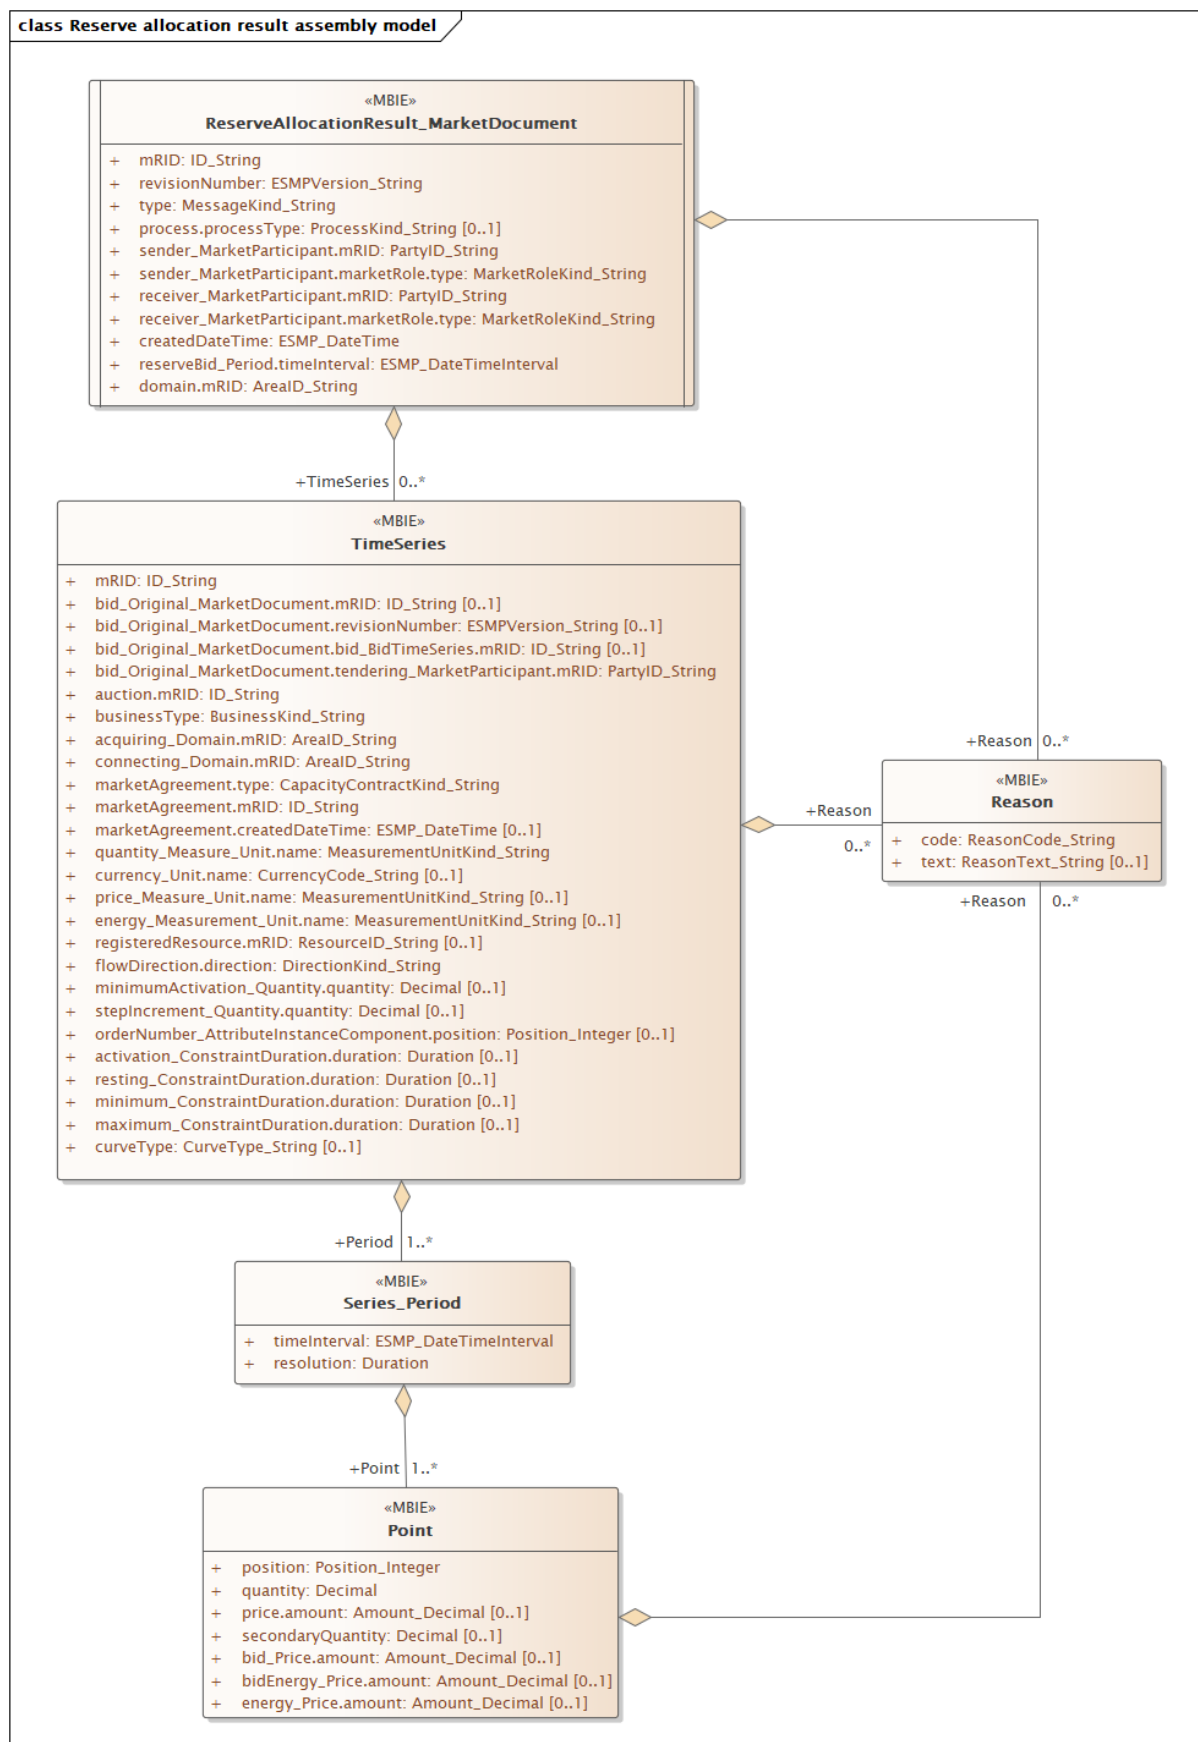 class Reserve allocation result assembly model
«MBIE»
ReserveAllocationResult_MarketDocument
+ mRID: ID_String
+ revisionNumber: ESMPVersion_String
+ type: MessageKind_String
+ process.processType: ProcessKind_String [0..1]
+ sender_MarketParticipant.mRID: PartyID_String
+ sender_MarketParticipant.marketRole.type: MarketRoleKind_String
+ receiver_MarketParticipant.mRID: PartyID_String
+ receiver_MarketParticipant.marketRole.type: MarketRoleKind_String
+ createdDateTime: ESMP_DateTime
+ reserveBid_Period.timeInterval: ESMP_DateTimeInterval
+ domain.mRID: AreaID_String
+TimeSeries 0..*
«MBIE»
TimeSeries
+ mRID: ID_String
+ bid_Original_MarketDocument.mRID: ID_String [0..1]
+ bid_Original_MarketDocument.revisionNumber: ESMPVersion_String [0..1]
+ bid_Original_MarketDocument.bid_BidTimeSeries.mRID: ID_String [0..1]
+ bid_Original_MarketDocument.tendering_MarketParticipant.mRID: PartyID_String
+ auction.mRID: ID_String
+ businessType: BusinessKind_String
+ acquiring_Domain.mRID: AreaID_String
+ connecting_Domain.mRID: AreaID_String
+ marketAgreement.type: CapacityContractKind_String
+ marketAgreement.mRID: ID_String
+ marketAgreement.createdDateTime: ESMP_DateTime [0..1]
+ quantity_Measure_Unit.name: MeasurementUnitKind_String
+ currency_Unit.name: CurrencyCode_String [0..1]
+ price_Measure_Unit.name: MeasurementUnitKind_String [0..1]
+ energy_Measurement_Unit.name: MeasurementUnitKind_String [0..1]
+ registeredResource.mRID: ResourceID_String [0..1]
+ flowDirection.direction: DirectionKind_String
+ minimumActivation_Quantity.quantity: Decimal [0..1]
+ stepIncrement_Quantity.quantity: Decimal [0..1]
+ orderNumber_AttributeInstanceComponent.position: Position_Integer [0..1]
+ activation_ConstraintDuration.duration: Duration [0..1]
+ resting_ConstraintDuration.duration: Duration [0..1]
+ minimum_ConstraintDuration.duration: Duration [0..1]
+ maximum_ConstraintDuration.duration: Duration [0..1]
+ curveType: CurveType_String [0..1]
+Reason 0..*
+Reason
0..*
«MBIE»
Reason
+ code: ReasonCode_String
+ text: ReasonText_String [0..1]
+Reason 0..*
+Period 1..*
«MBIE»
Series_Period
+ timeInterval: ESMP_DateTimeInterval
+ resolution: Duration
+Point 1..*
«MBIE»
Point
+ position: Position_Integer
+ quantity: Decimal
+ price.amount: Amount_Decimal [0..1]
+ secondaryQuantity: Decimal [0..1]
+ bid_Price.amount: Amount_Decimal [0..1]
+ bidEnergy_Price.amount: Amount_Decimal [0..1]
+ energy_Price.amount: Amount_Decimal [0..1]